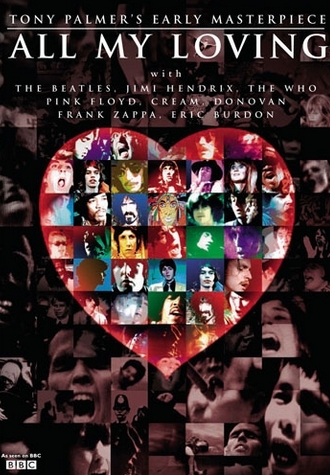 TONY PALMER'S EARLY MASTERPIECE
ALL MY LOVING
with
THE BEATLES, JIMI HENDRIX, THE WHO
PINK FLOYD, CREAM, DONOVAN
FRANK ZAPPA, ERIC BURDON
As seen on BBC
BBC